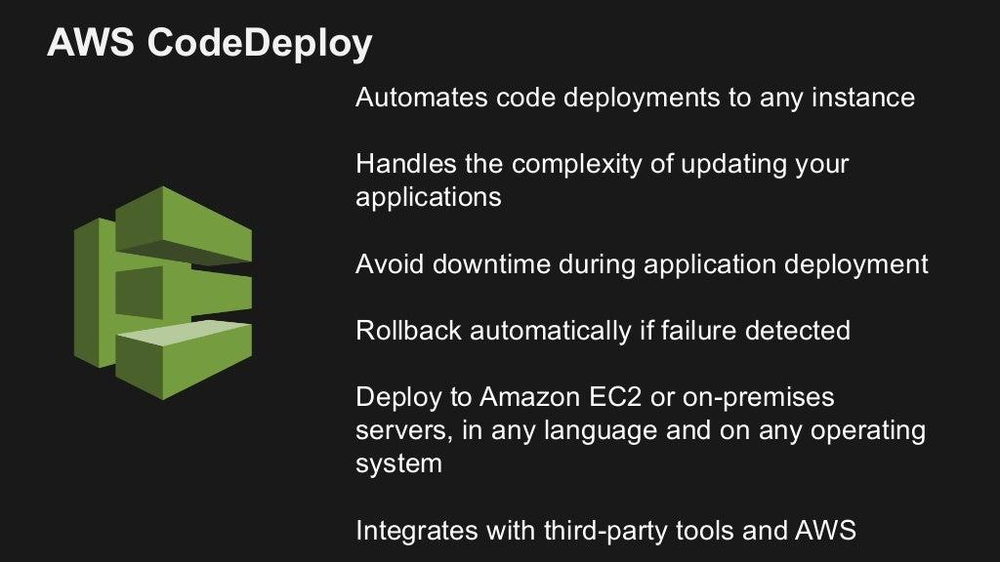 AWS CodeDeploy
Automates code deployments to any instance
Handles the complexity of updating your
applications
Avoid downtime during application deployment
Rollback automatically if failure detected
Deploy to Amazon EC2 or on-premises
servers, in any language and on any operating
system
Integrates with third-party tools and AWS